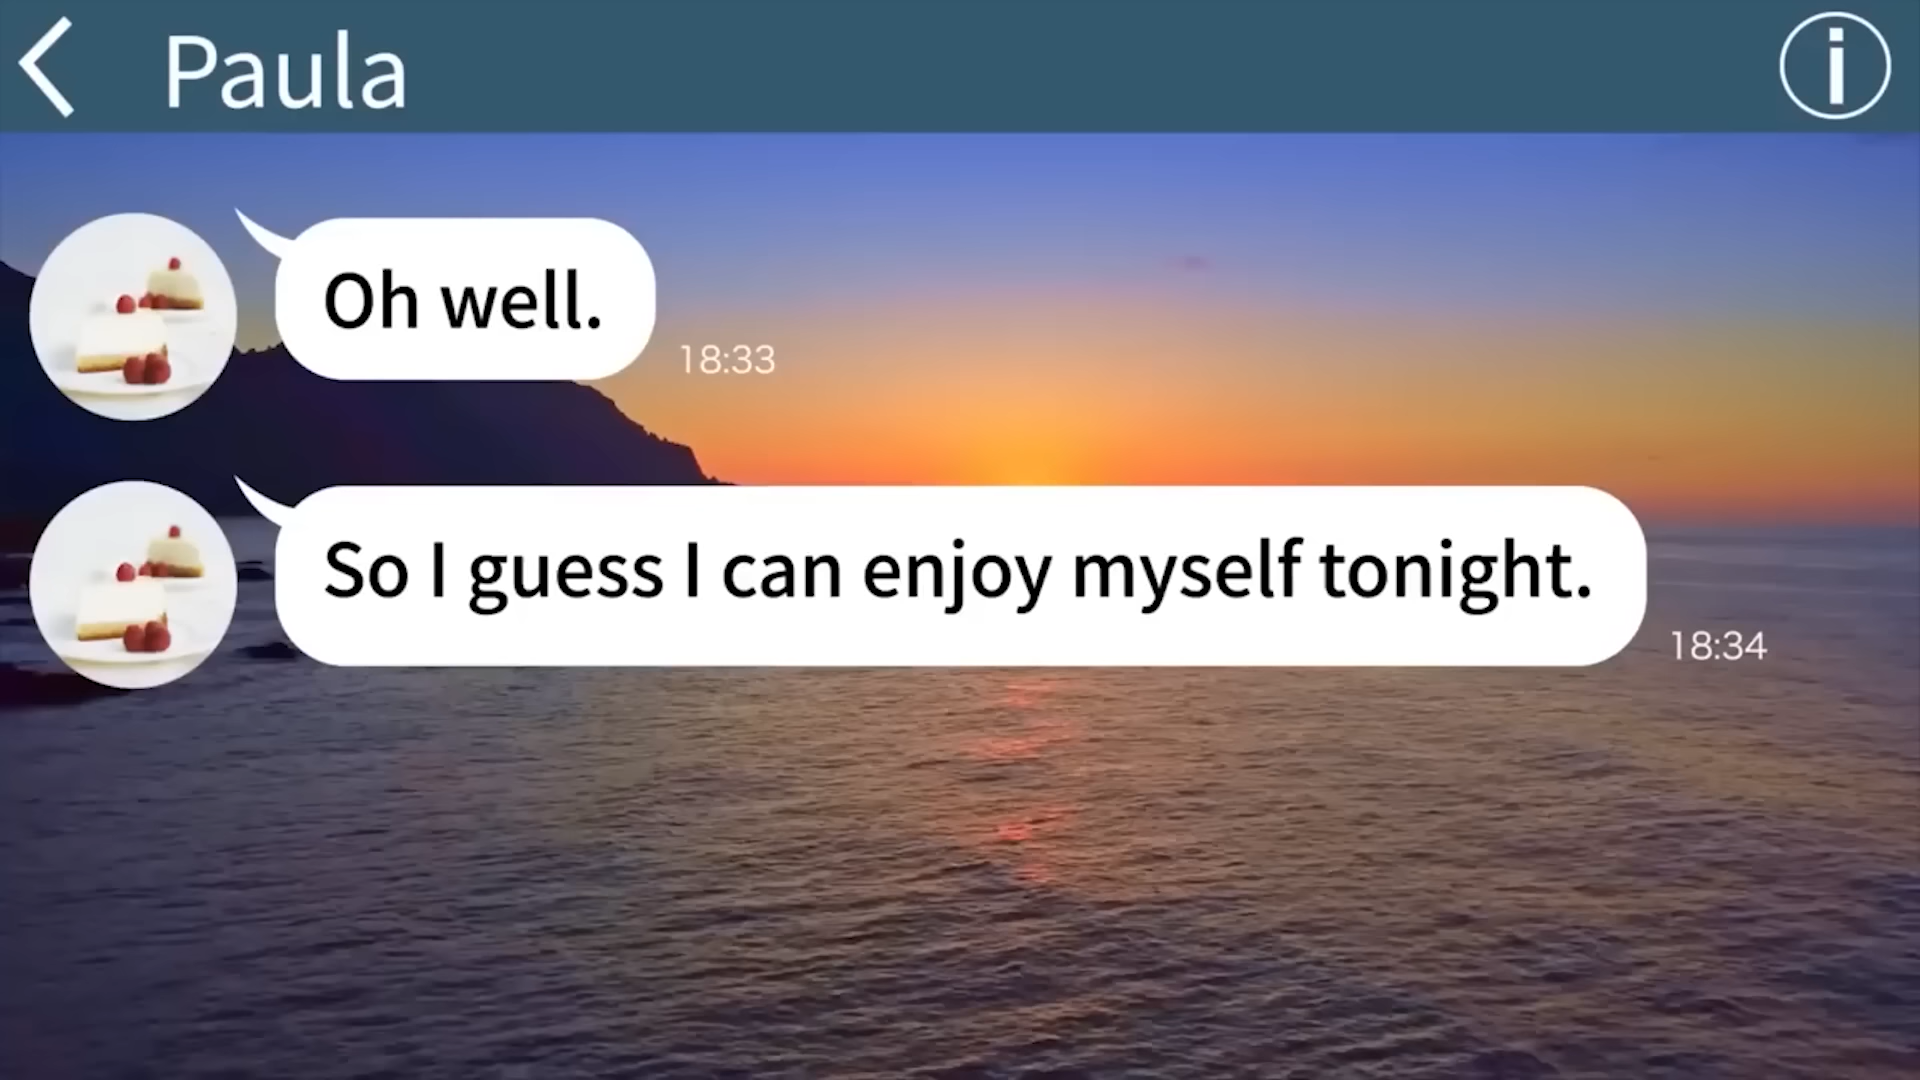 Paula
Oh well.
18:33
So I guess I can enjoy myself tonight.
18:34